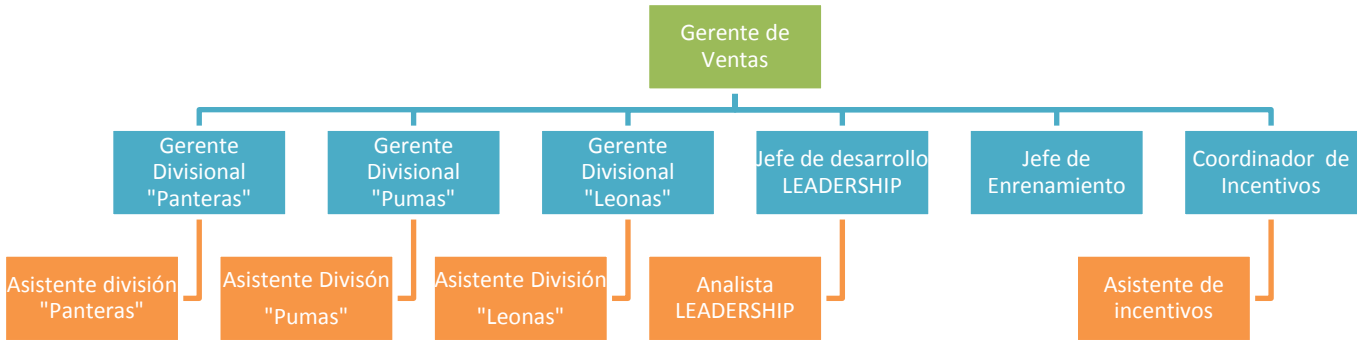 Gerente de
Ventas
Gerente
Divisional
"Panteras"
Gerente
Divisional
"Pumas"
Gerente
Divisional
"Leonas"
Jefe de desarrollo
LEADERSHIP
Jefe de
Enrenamiento
Coordinador de
Incentivos
Asistente división
"Panteras"
Asistente Divisón
"Pumas"
Asistente División
"Leonas"
Analista
LEADERSHIP
Asistente de
incentivos